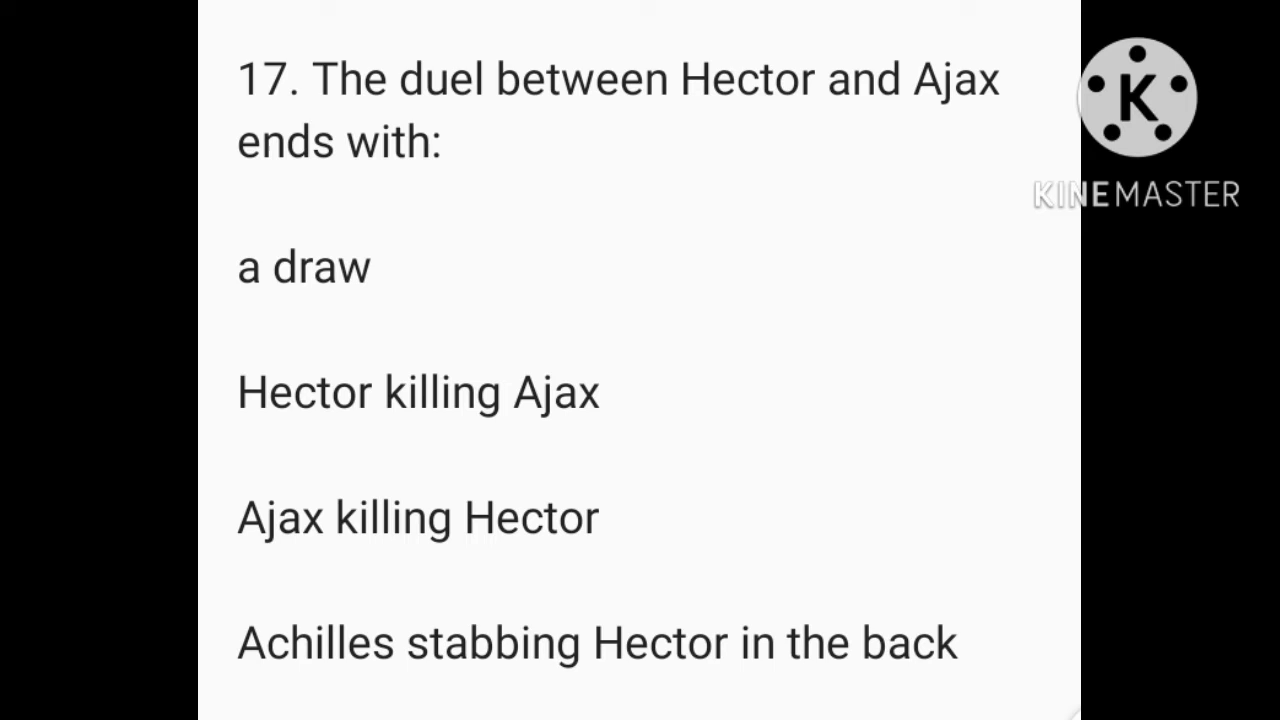 17. The duel between Hector and Ajax
ends with:
a draw
Hector killing Ajax
Ajax killing Hector
Achilles stabbing Hector in the back
K
KINEMASTER